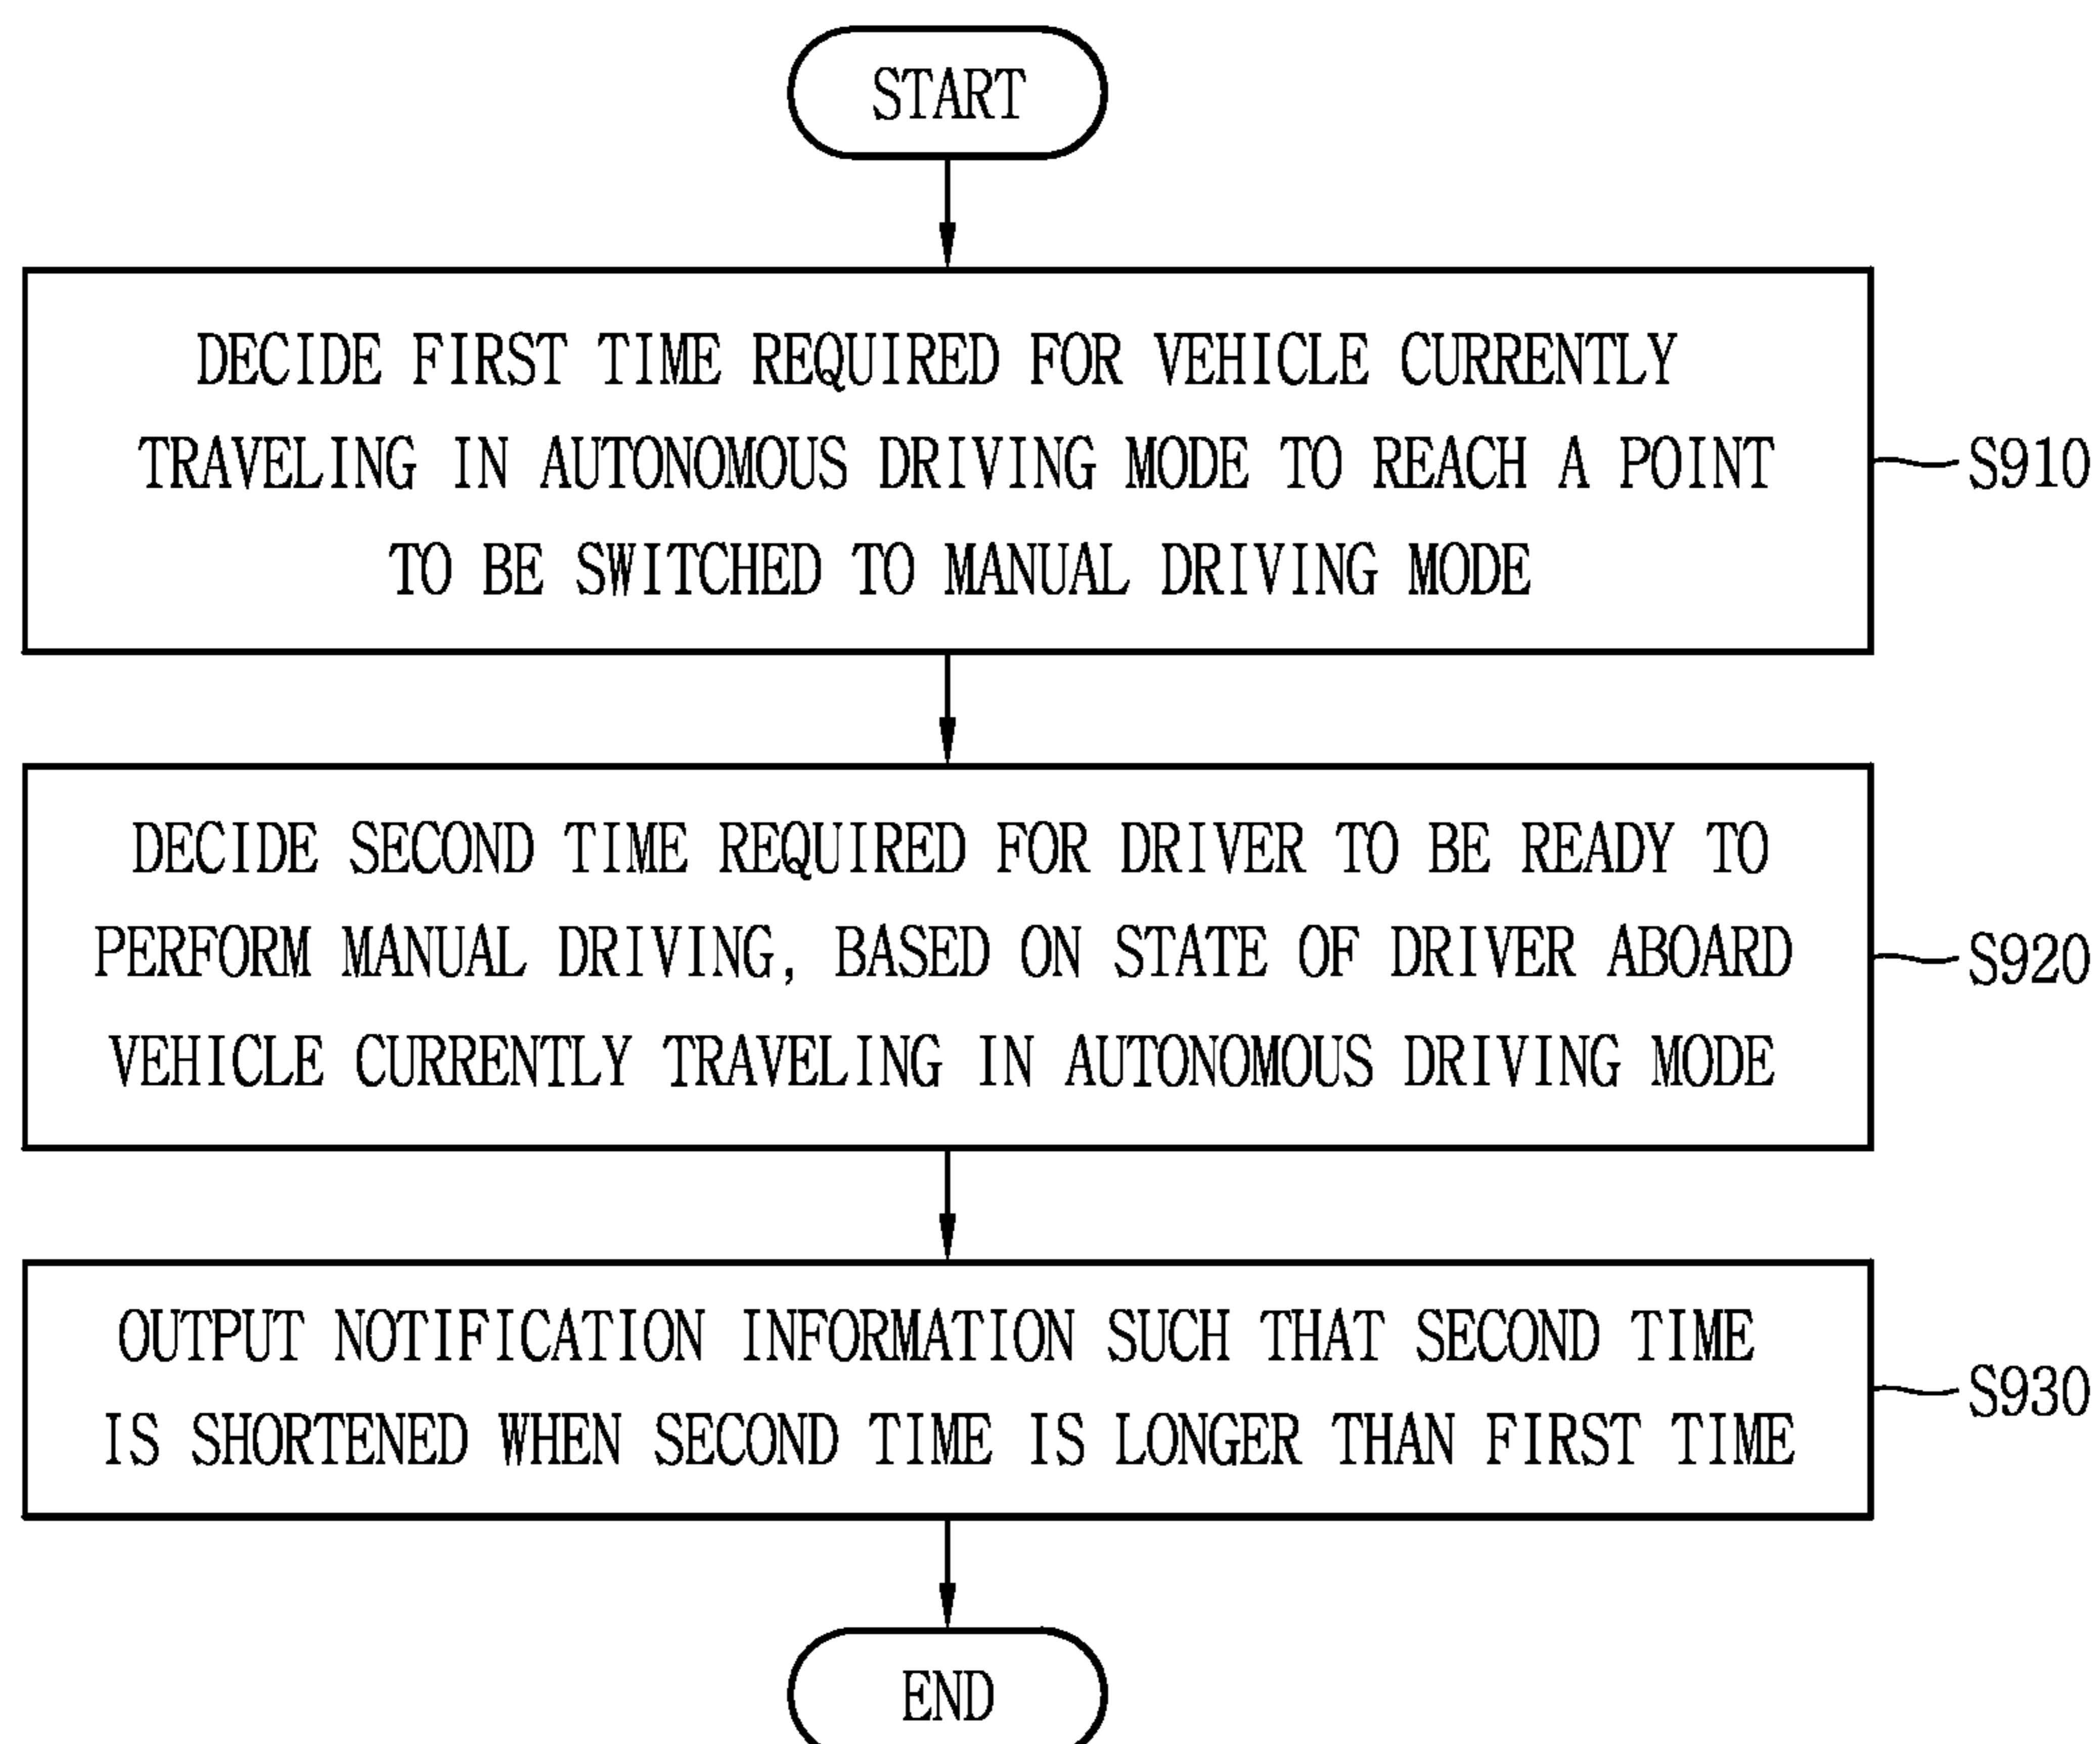 START
DECIDE FIRST TIME REQUIRED FOR VEHICLE CURRENTLY
TRAVELING IN AUTONOMOUS DRIVING MODE TO REACH A POINT
TO BE SWITCHED TO MANUAL DRIVING MODE
S910
DECIDE SECOND TIME REQUIRED FOR DRIVER TO BE READY TO
PERFORM MANUAL DRIVING, BASED ON STATE OF DRIVER ABOARD
VEHICLE CURRENTLY TRAVELING IN AUTONOMOUS DRIVING MODE
S920
OUTPUT NOTIFICATION INFORMATION SUCH THAT SECOND TIME
IS SHORTENED WHEN SECOND TIME IS LONGER THAN FIRST TIME
S930
END